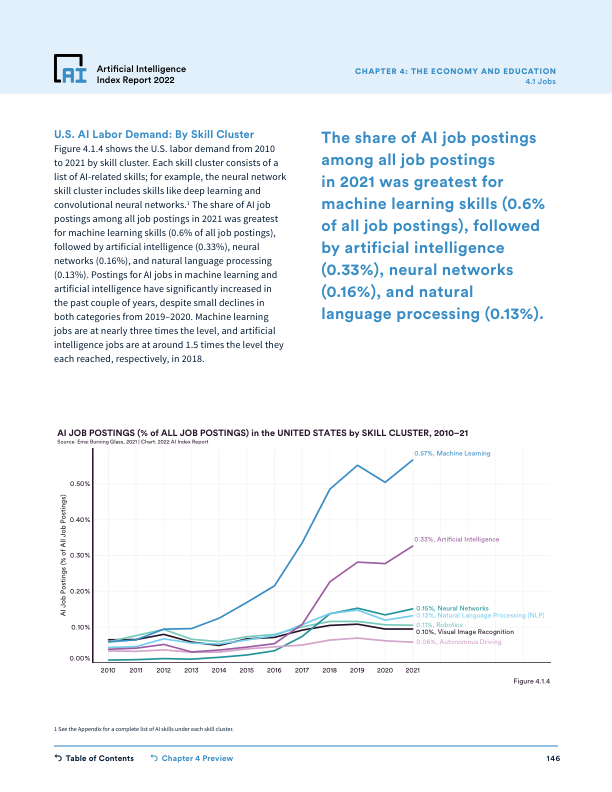 Artificial Intelligence
Index Report 2022
CHAPTER 4: THE ECONOMY AND EDUCATION
4.1 Jobs
U.S. AI Labor Demand: By Skill Cluster
Figure 4.1.4 shows the U.S. labor demand from 2010
to 2021 by skill cluster. Each skill cluster consists of a
list of AI-related skills; for example, the neural network
skill cluster includes skills like deep learning and
convolutional neural networks.¹ The share of AI job
postings among all job postings in 2021 was greatest
for machine learning skills (0.6% of all job postings),
followed by artificial intelligence (0.33%), neural
networks (0.16%), and natural language processing
(0.13%). Postings for AI jobs in machine learning and
artificial intelligence have significantly increased in
the past couple of years, despite small declines in
both categories from 2019–2020. Machine learning
jobs are at nearly three times the level, and artificial
intelligence jobs are at around 1.5 times the level they
each reached, respectively, in 2018.
The share of AI job postings
among all job postings
in 2021 was greatest for
machine learning skills (0.6%
of all job postings), followed
by artificial intelligence
(0.33%), neural networks
(0.16%), and natural
language processing (0.13%).
AI JOB POSTINGS (% of ALL JOB POSTINGS) in the UNITED STATES by SKILL CLUSTER, 2010–21
Source: Emsi Burning Glass, 2021 | Chart: 2022 AI Index Report
AI Job Postings (% of All Job Postings)
0.50%
0.40%
0.30%
0.20%
0.10%
0.00%
0.57%, Machine Learning
0.33%, Artificial Intelligence
0.15%, Neural Networks
0.13%, Natural Language Processing (NLP)
0.11%, Robotics
0.10%, Visual Image Recognition
0.06%, Autonomous Driving
2010 2011 2012 2013 2014 2015 2016 2017 2018 2019 2020 2021
Figure 4.1.4
1 See the Appendix for a complete list of AI skills under each skill cluster.
Table of Contents
Chapter 4 Preview
146